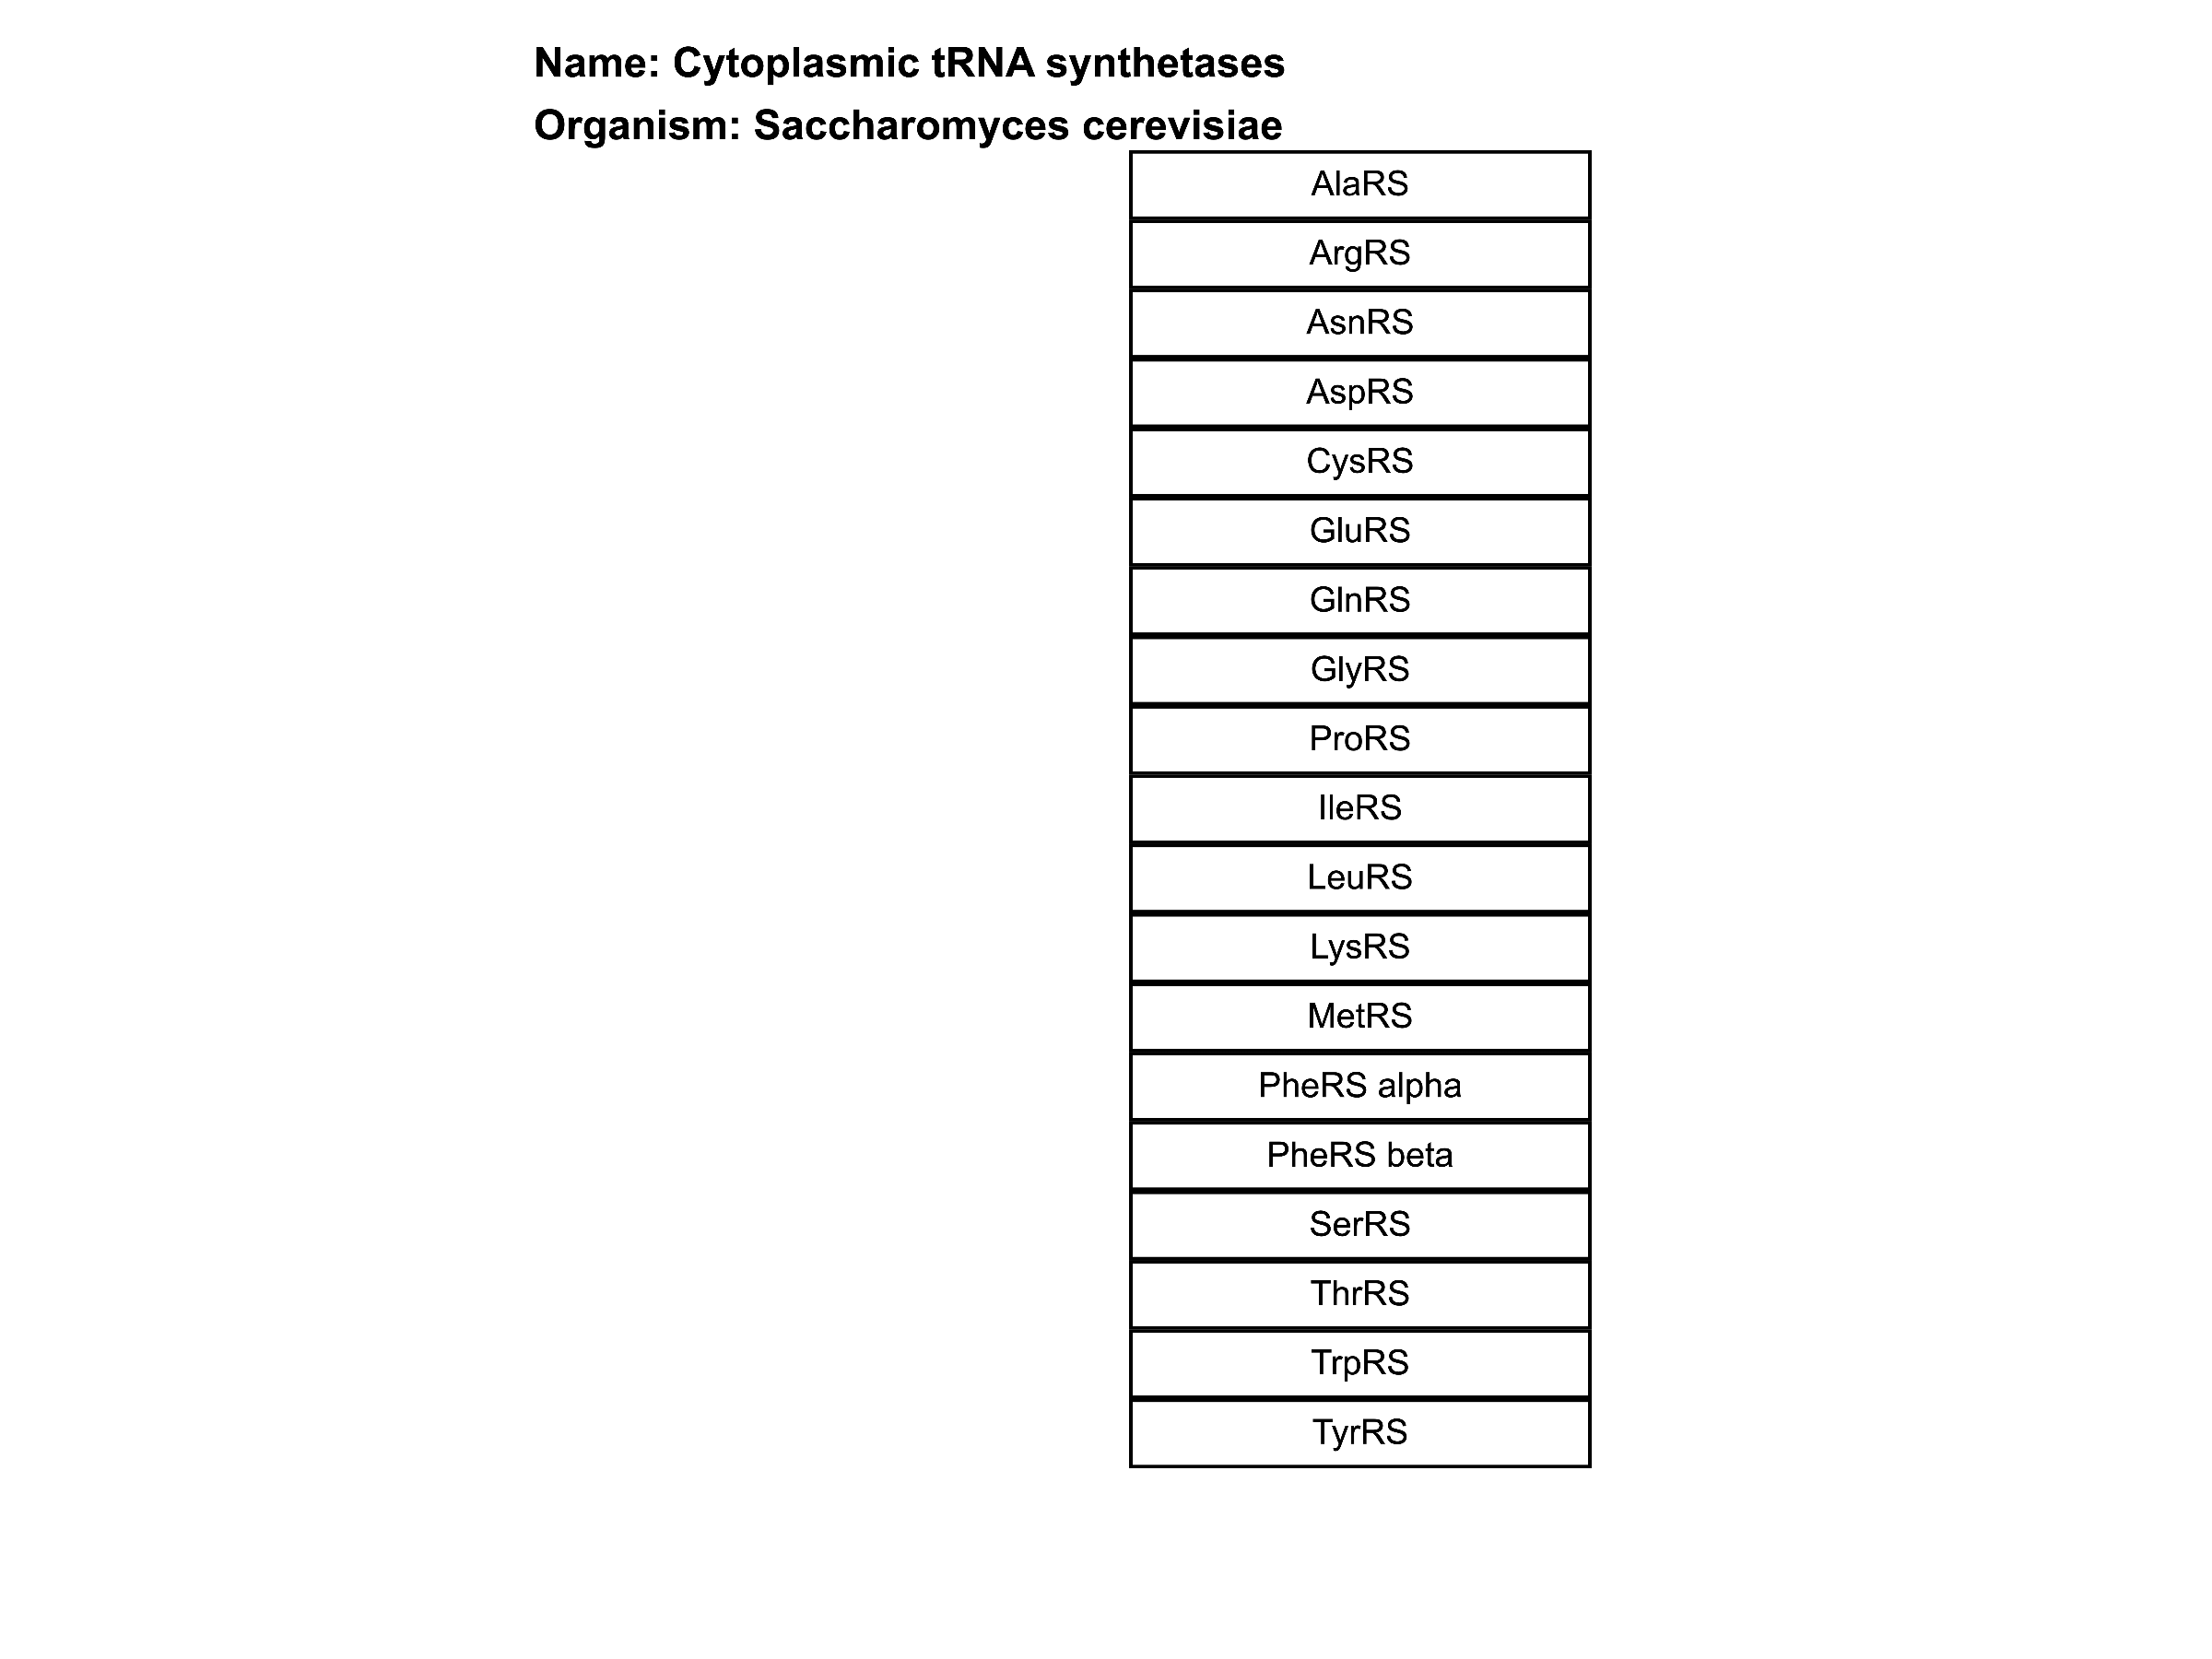 Name: Cytoplasmic tRNA synthetases
Organism: Saccharomyces cerevisiae
AlaRS
ArgRS
AsnRS
AspRS
CysRS
GluRS
GlnRS
GlyRS
ProRS
IleRS
LeuRS
LysRS
MetRS
PheRS alpha
PheRS beta
SerRS
ThrRS
TrpRS
TyrRS